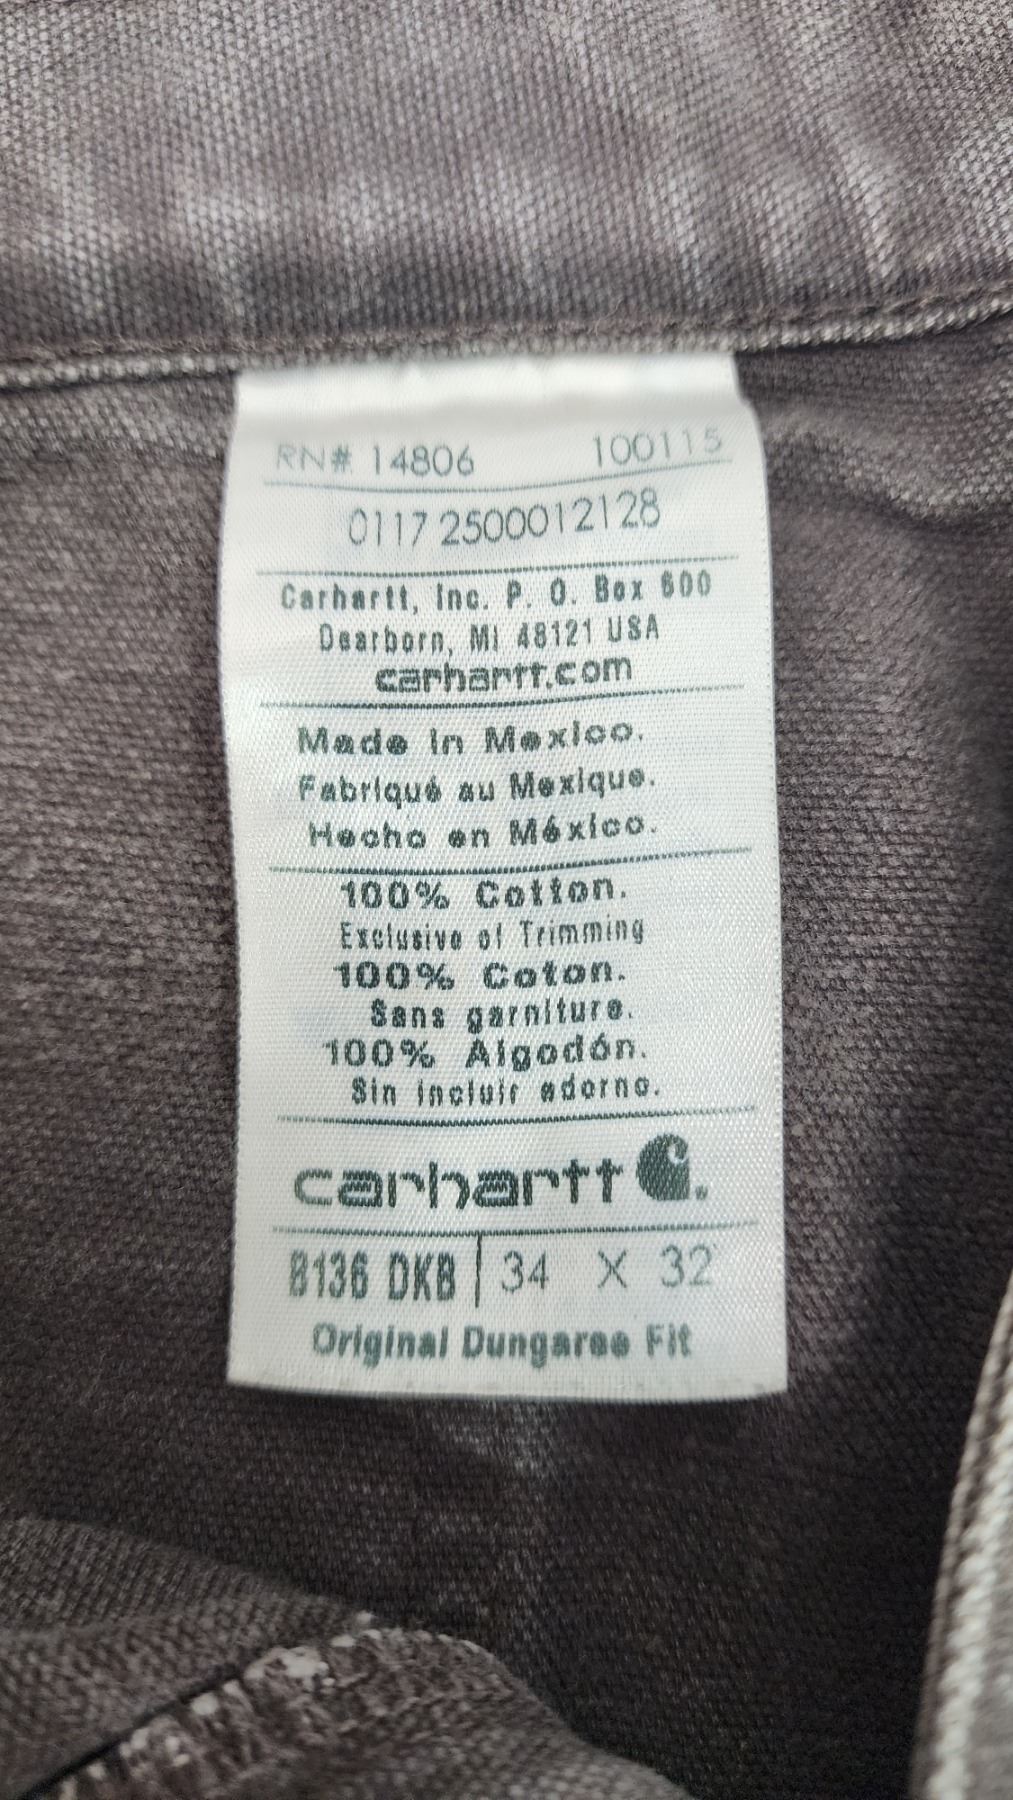 RN# 14806 100115
0117 2500012128
Carhartt, Inc. P. O. Box 600
Dearborn, MI 48121 USA
carhartt.com
Made in Mexico.
Fabriqué au Mexique.
Hecho en México.
100% Cotton.
Exclusive of Trimming
100% Coton.
Sans garniture.
100% Algodón.
Sin incluir adorno.
carhartt
B136 DKB | 34 X 32
Original Dungaree Fit